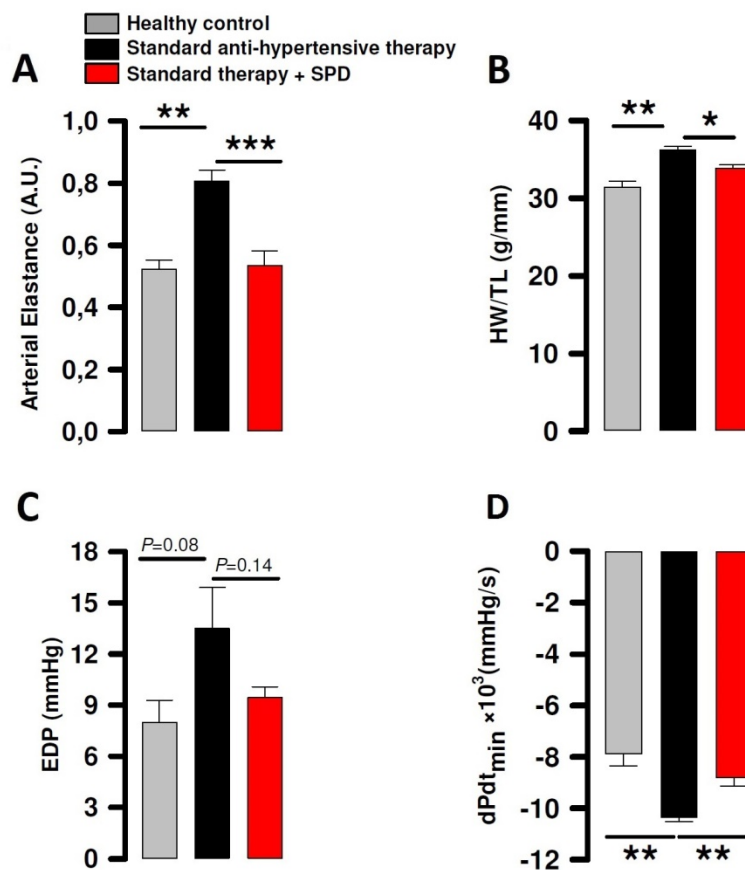 Healthy control
Standard anti-hypertensive therapy
Standard therapy + SPD
A
Arterial Elastance (A.U.)
1,0
0,8
0,6
0,4
0,2
0,0
**
***
B
HW/TL (g/mm)
40
30
20
10
0
**
*
C
EDP (mmHg)
18
15
12
9
6
3
0
P=0.08
P=0.14
D
dPdtmin ×10³(mmHg/s)
0
-2
-4
-6
-8
-10
-12
**
**